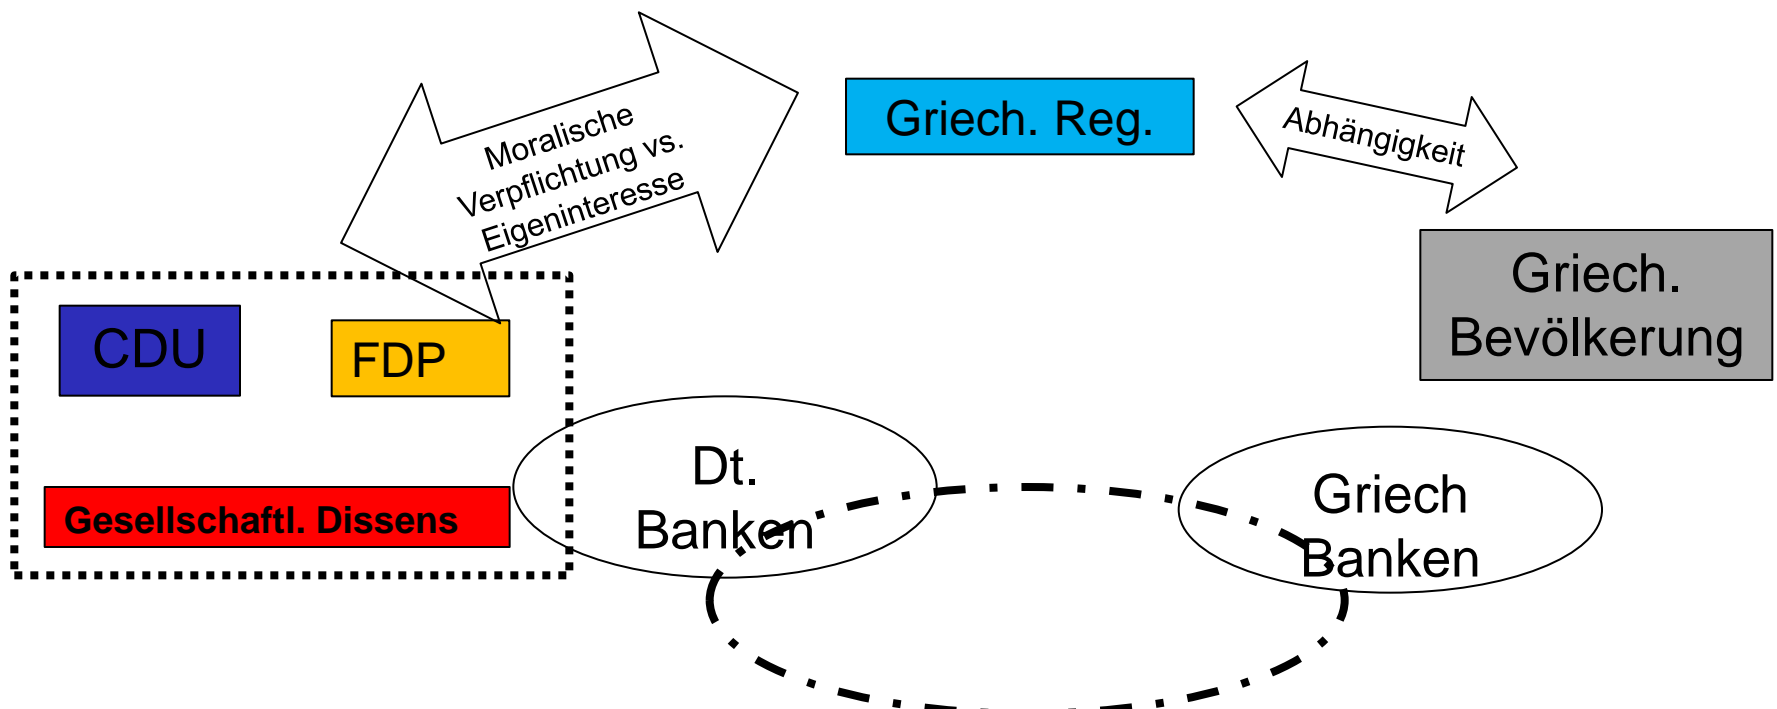 Moralische
Verpflichtung vs.
Eigeninteresse
Griech. Reg.
Abhängigkeit
Griech.
Bevölkerung
CDU
FDP
Gesellschaftl. Dissens
Dt.
Banken
Griech
Banken